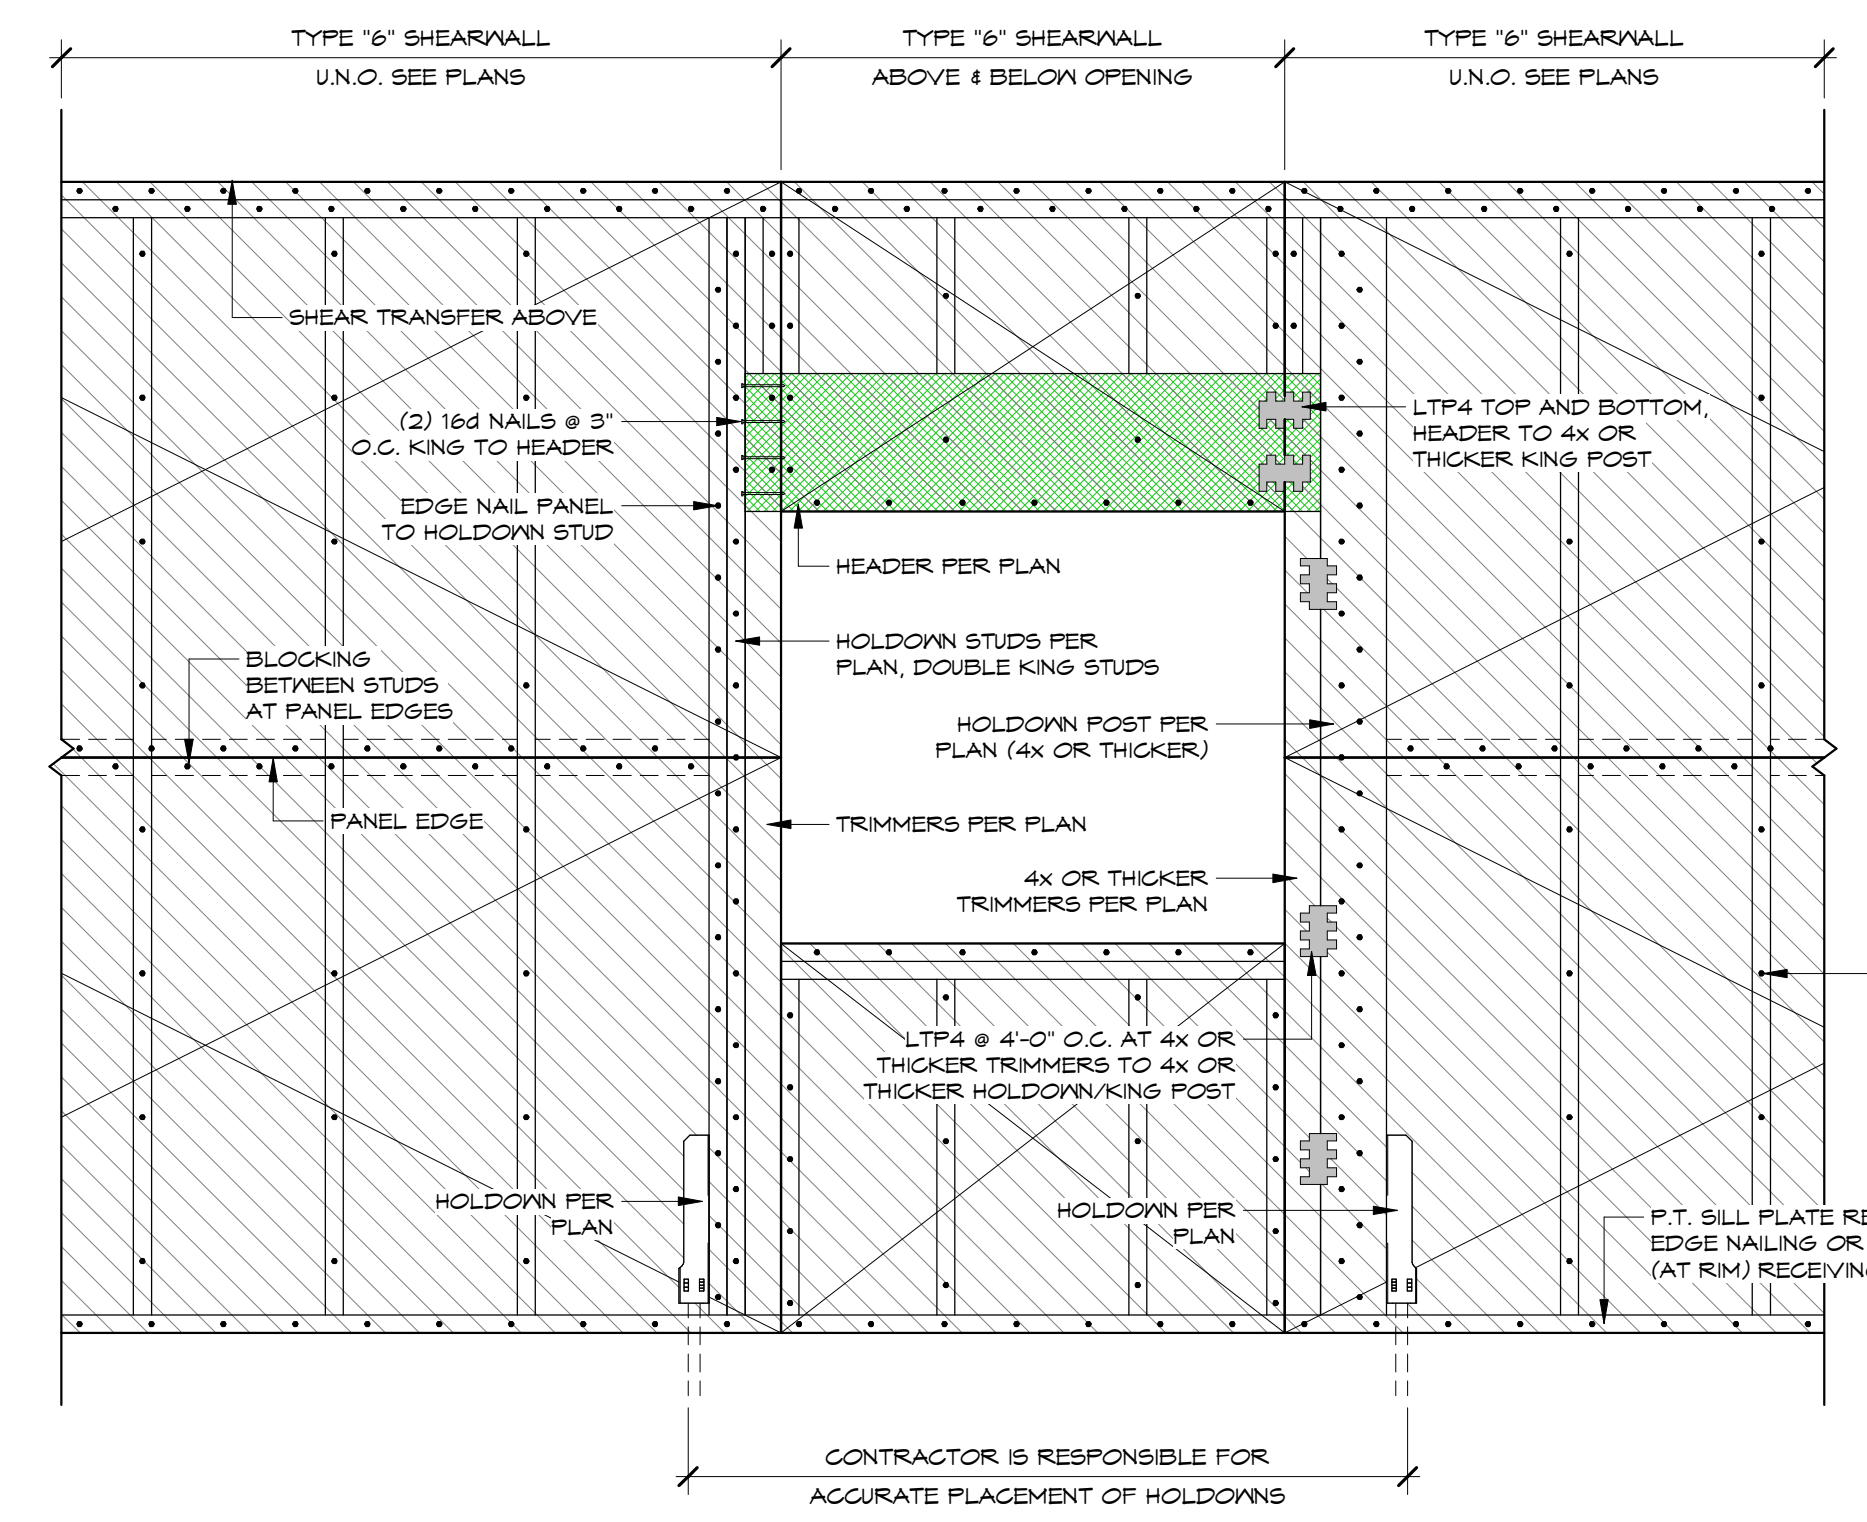 TYPE "6" SHEARWALL
U.N.O. SEE PLANS
TYPE "6" SHEARWALL
ABOVE & BELOW OPENING
TYPE "6" SHEARWALL
U.N.O. SEE PLANS
SHEAR TRANSFER ABOVE
(2) 16d NAILS @ 3"
O.C. KING TO HEADER
LTP4 TOP AND BOTTOM,
HEADER TO 4x OR
THICKER KING POST
EDGE NAIL PANEL
TO HOLDOWN STUD
HEADER PER PLAN
HOLDOWN STUDS PER
PLAN, DOUBLE KING STUDS
BLOCKING
BETWEEN STUDS
AT PANEL EDGES
HOLDOWN POST PER
PLAN (4x OR THICKER)
PANEL EDGE
TRIMMERS PER PLAN
4x OR THICKER
TRIMMERS PER PLAN
LTP4 @ 4'-0" O.C. AT 4x OR
THICKER TRIMMERS TO 4x OR
THICKER HOLDOWN/KING POST
HOLDOWN PER
PLAN
HOLDOWN PER
PLAN
P.T. SILL PLATE
EDGE NAILING OR
(AT RIM)
CONTRACTOR IS RESPONSIBLE FOR
ACCURATE PLACEMENT OF HOLDOWNS